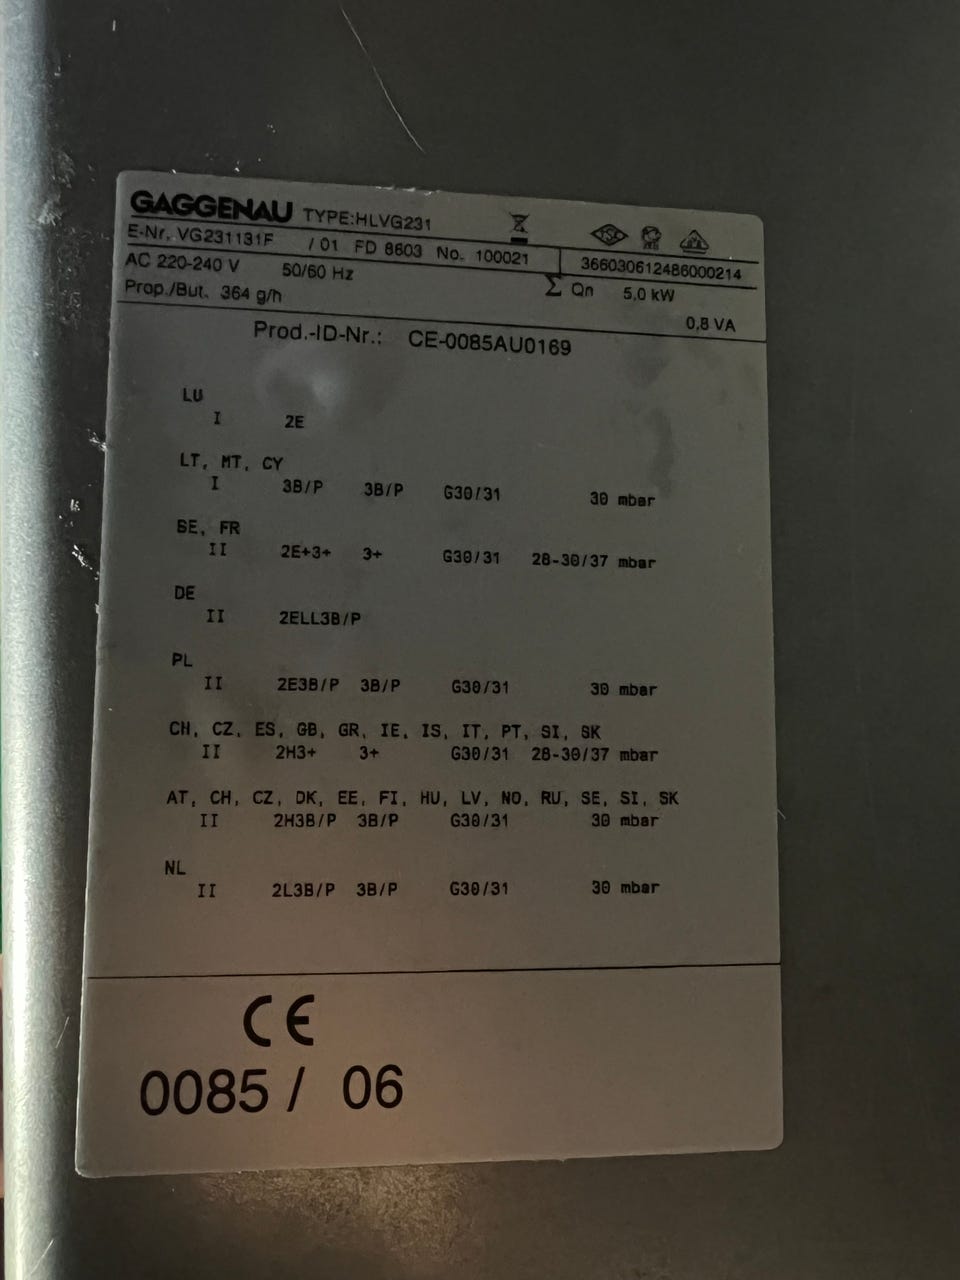 GAGGENAU TYPE:HLVG231
E-Nr. VG231131F / 01 FD 8603 No. 100021 366030612486000214
AC 220-240 V 50/60 Hz Σ Qn 5,0 kW
Prop./But. 364 g/h 0,8 VA
Prod.-ID-Nr.: CE-0085AU0169
LU
I 2E
LT, MT, CY
I 3B/P 3B/P G30/31 30 mbar
BE, FR
II 2E+3+ 3+ G30/31 28-30/37 mbar
DE
II 2ELL3B/P
PL
II 2E3B/P 3B/P G30/31 30 mbar
CH, CZ, ES, GB, GR, IE, IS, IT, PT, SI, SK
II 2H3+ 3+ G30/31 28-30/37 mbar
AT, CH, CZ, DK, EE, FI, HU, LV, NO, RU, SE, SI, SK
II 2H3B/P 3B/P G30/31 30 mbar
NL
II 2L3B/P 3B/P G30/31 30 mbar
CE
0085 / 06